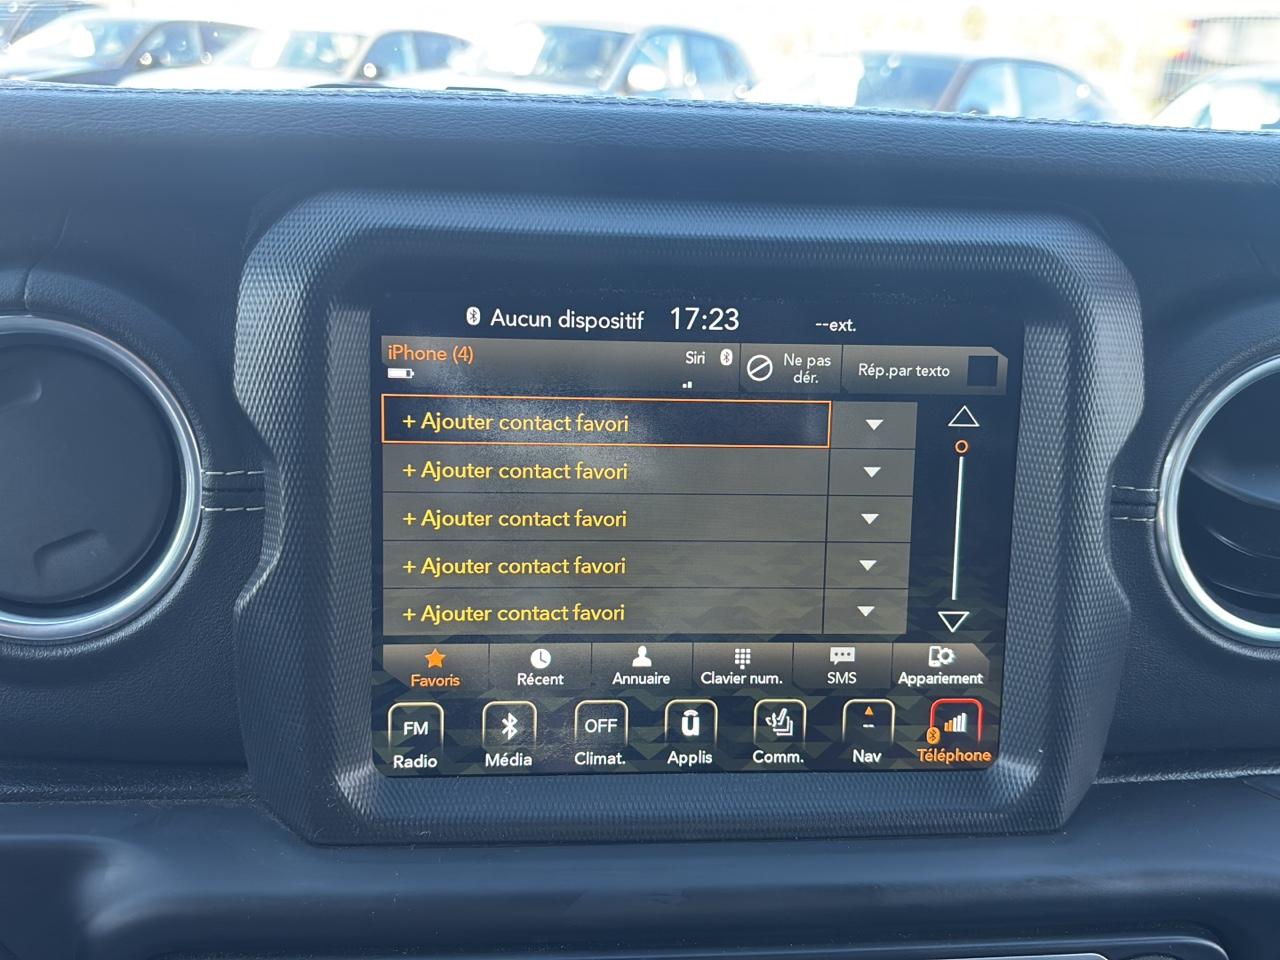 Aucun dispositif 17:23 --ext.
iPhone (4) Siri Ne pas dér. Rép.par texto
+ Ajouter contact favori
+ Ajouter contact favori
+ Ajouter contact favori
+ Ajouter contact favori
+ Ajouter contact favori
Favoris Récent Annuaire Clavier num. SMS Appariement
FM OFF --
Radio Média Climat. Applis Comm. Nav Téléphone